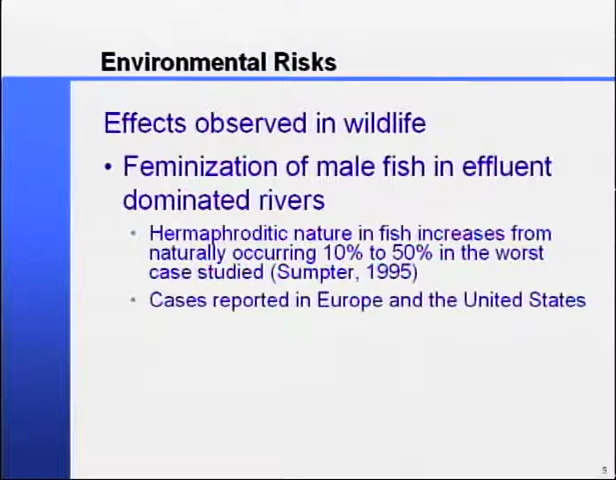 Environmental Risks
Effects observed in wildlife
• Feminization of male fish in effluent
dominated rivers
• Hermaphroditic nature in fish increases from
naturally occurring 10% to 50% in the worst
case studied (Sumpter, 1995)
• Cases reported in Europe and the United States